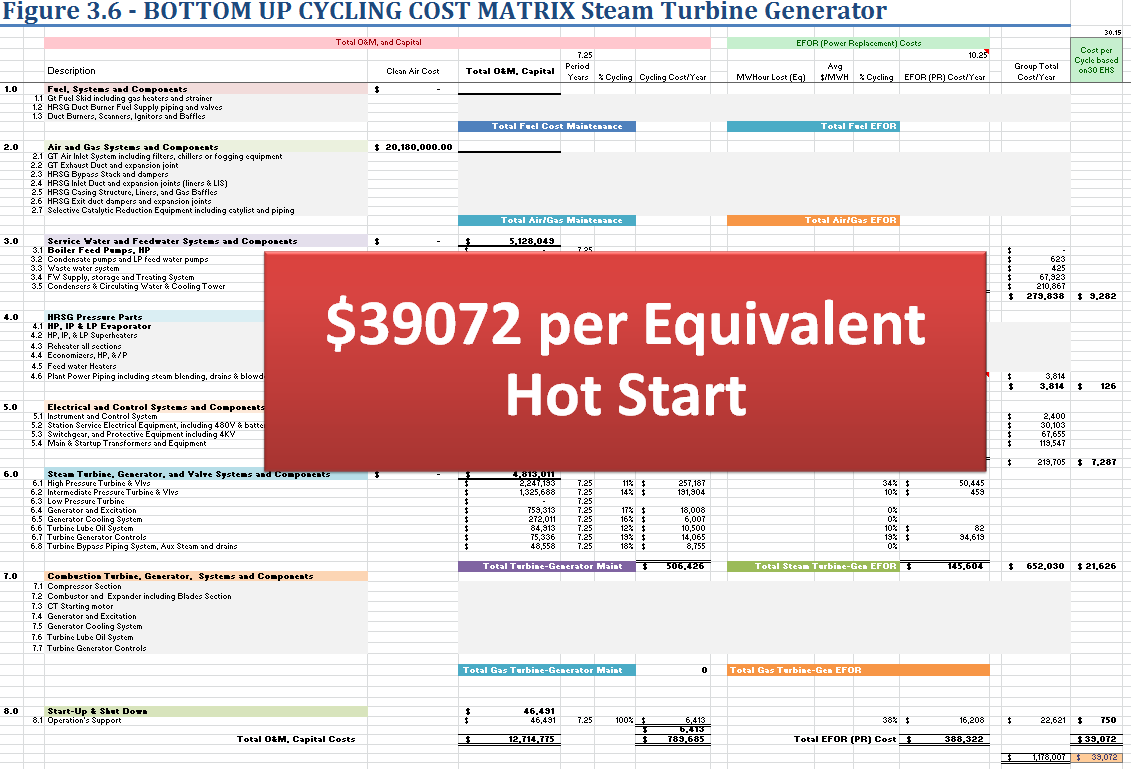 Figure 3.6 - BOTTOM UP CYCLING COST MATRIX Steam Turbine Generator
30.15
Total O&M, and Capital EFOR (Power Replacement) Costs
7.25 10.25
Description Clean Air Cost Total O&M, Capital Period Years % Cycling Cycling Cost/Year MWHour Lost (Eq) Avg $/MWH % Cycling EFOR (PR) Cost/Year Group Total Cost/Year Cost per Cycle based on 30 EHS
1.0 Fuel, Systems and Components $ -
1.1 Gt Fuel Skid including gas heaters and strainer
1.2 HRSG Duct Burner Fuel Supply piping and valves
1.3 Duct Burners, Scanners, Ignitors and Baffles
Total Fuel Cost Maintenance Total Fuel EFOR
2.0 Air and Gas Systems and Components $ 20,180,000.00
2.1 GT Air Inlet System including filters, chillers or fogging equipment
2.2 GT Exhaust Duct and expansion joint
2.3 HRSG Bypass Stack and dampers
2.4 HRSG Inlet Duct and expansion joints (liners & LIS)
2.5 HRSG Casing Structure, Liners, and Gas Baffles
2.6 HRSG Exit duct dampers and expansion joints
2.7 Selective Catalytic Reduction Equipment including catylist and piping
Total Air/Gas Maintenance Total Air/Gas EFOR
3.0 Service Water and Feedwater Systems and Components $ - $ 5,128,049
3.1 Boiler Feed Pumps, HP $ - 7.25 $ -
3.2 Condensate pumps and LP feed water pumps $ 623
3.3 Waste water system $ 425
3.4 FW Supply, storage and Treating System $ 67,923
3.5 Condensers & Circulating Water & Cooling Tower $ 210,867
$ 279,838 $ 9,282
4.0 HRSG Pressure Parts
4.1 HP, IP & LP Evaporator
4.2 HP, IP, & LP Superheaters
4.3 Reheater all sections
4.4 Economizers, HP, & IP
4.5 Feed water Heaters
4.6 Plant Power Piping including steam blending, drains & blowd $ 3,814
$ 3,814 $ 126
$39072 per Equivalent
Hot Start
5.0 Electrical and Control Systems and Components
5.1 Instrument and Control System $ 2,400
5.2 Station Service Electrical Equipment, including 480V & batte $ 30,103
5.3 Switchgear, and Protective Equipment including 4KV $ 67,655
5.4 Main & Startup Transformers and Equipment $ 119,547
$ 219,705 $ 7,287
6.0 Steam Turbine, Generator, and Valve Systems and Components $ - $ 4,813,011
6.1 High Pressure Turbine & Vlvs $ 2,247,193 7.25 11% $ 257,187 34% $ 50,445
6.2 Intermediate Pressure Turbine & Vlvs $ 1,325,688 7.25 14% $ 191,904 10% $ 459
6.3 Low Pressure Turbine $ - 7.25
6.4 Generator and Excitation $ 759,313 7.25 17% $ 18,008 0%
6.5 Generator Cooling System $ 272,011 7.25 16% $ 6,007 0%
6.6 Turbine Lube Oil System $ 84,913 7.25 12% $ 10,500 10% $ 82
6.7 Turbine Generator Controls $ 75,336 7.25 19% $ 14,065 19% $ 94,619
6.8 Turbine Bypass Piping System, Aux Steam and drains $ 48,558 7.25 18% $ 8,755 0%
Total Turbine-Generator Maint $ 506,426 Total Steam Turbine-Gen EFOR $ 145,604 $ 652,030 $ 21,626
7.0 Combustion Turbine, Generator, Systems and Components
7.1 Compressor Section
7.2 Combustor and Expander including Blades Section
7.3 CT Starting motor
7.4 Generator and Excitation
7.5 Generator Cooling System
7.6 Turbine Lube Oil System
7.7 Turbine Generator Controls
Total Gas Turbine-Generator Maint 0 Total Gas Turbine-Gen EFOR
8.0 Start-Up & Shut Down $ 46,491
8.1 Operation's Support $ 46,491 7.25 100% $ 6,413 38% $ 16,208 $ 22,621 $ 750
$ 6,413
Total O&M, Capital Costs $ 12,714,775 $ 789,685 Total EFOR (PR) Cost $ 388,322 $ 39,072
$ 1,178,007 $ 39,072